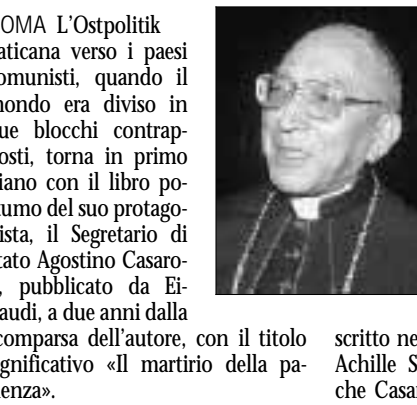 OMA L'Ostpolitik
aticana verso i paesi
omunisti, quando il
mondo era diviso in
ue blocchi contrap-
osti, torna in primo
iano con il libro po-
tumo del suo protago-
ista, il Segretario di
tato Agostino Casaro-
, pubblicato da Ei-
audi, a due anni dalla
comparsa dell'autore, con il titolo
gnificativo «Il martirio della pa-
enza».
scritto ne
Achille S
che Casar